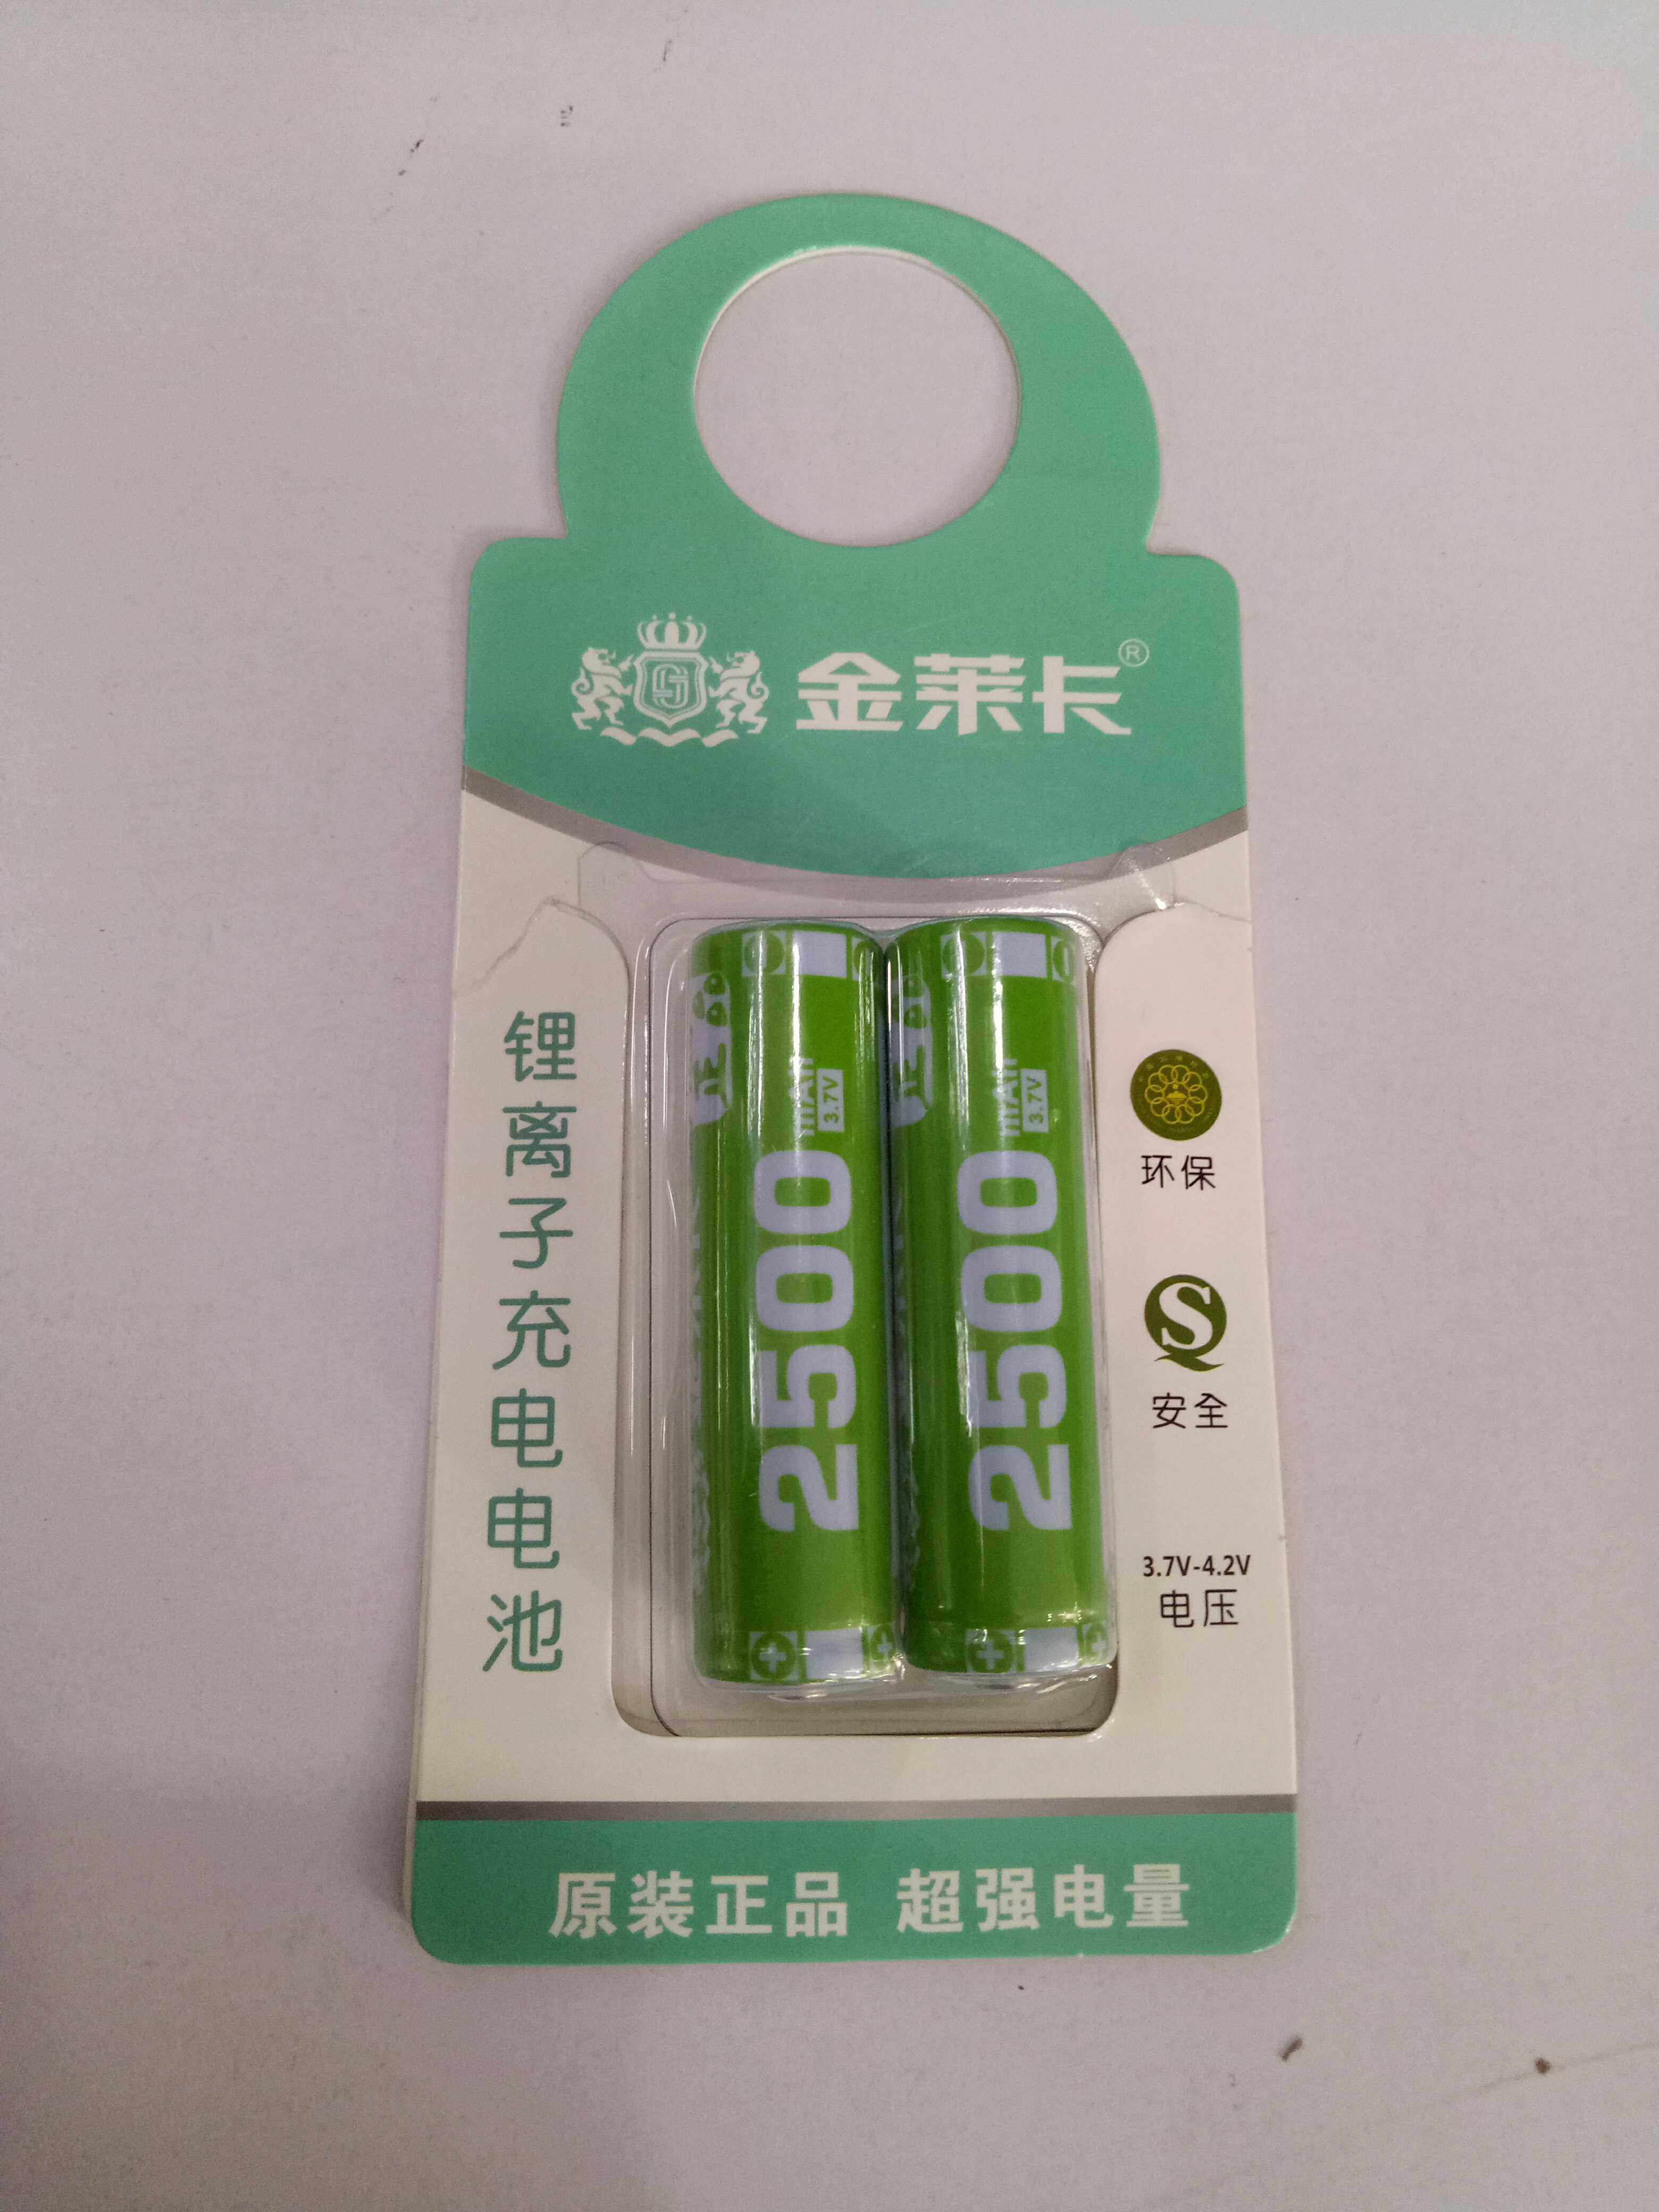 金莱卡®
锂离子充电电池
2500
mAh
3.7V
2500
mAh
3.7V
环保
S
安全
3.7V-4.2V
电压
原装正品 超强电量